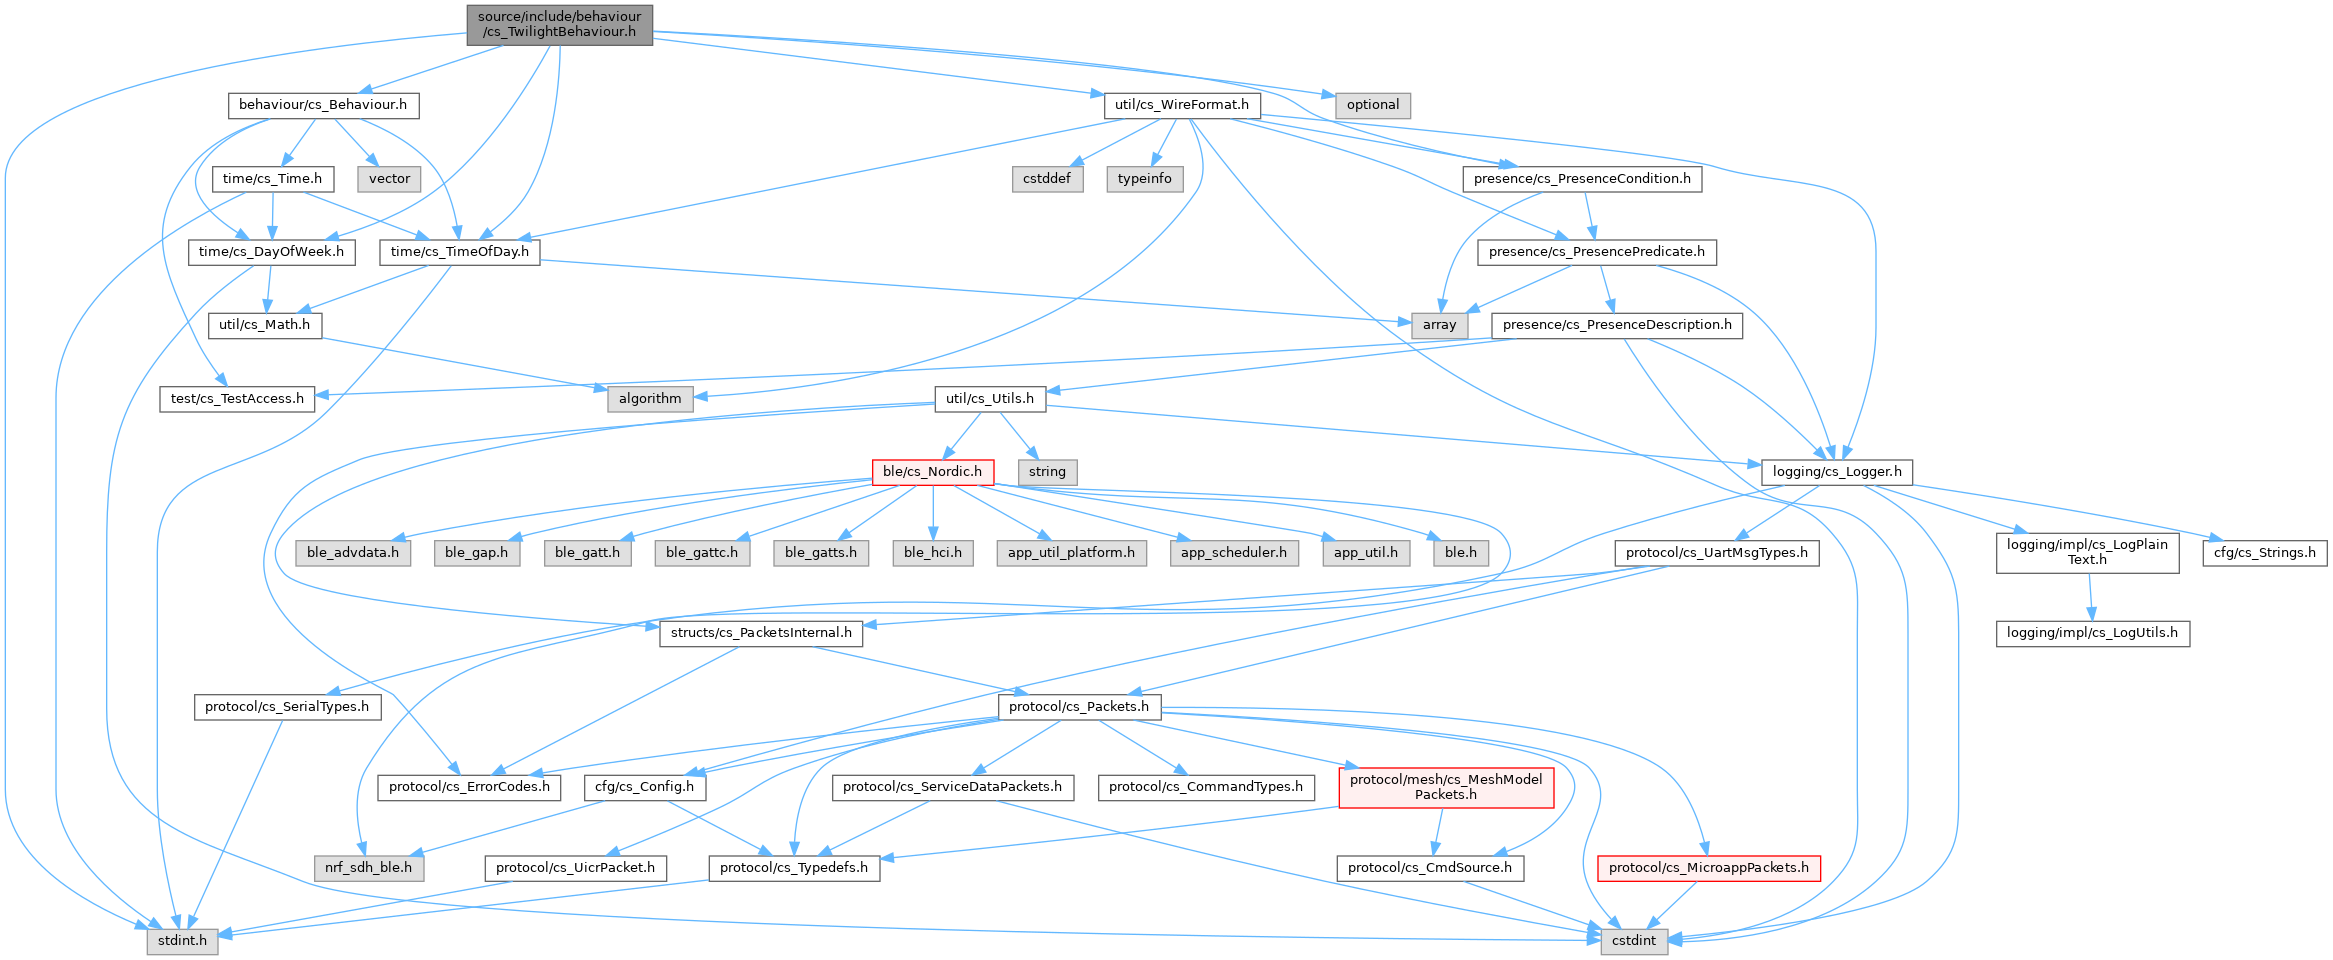 source/include/behaviour
/cs_TwilightBehaviour.h
behaviour/cs_Behaviour.h
util/cs_WireFormat.h
optional
time/cs_Time.h
vector
cstddef
typeinfo
presence/cs_PresenceCondition.h
time/cs_DayOfWeek.h
time/cs_TimeOfDay.h
presence/cs_PresencePredicate.h
util/cs_Math.h
array
presence/cs_PresenceDescription.h
test/cs_TestAccess.h
algorithm
util/cs_Utils.h
ble/cs_Nordic.h
string
logging/cs_Logger.h
ble_advdata.h
ble_gap.h
ble_gatt.h
ble_gattc.h
ble_gatts.h
ble_hci.h
app_util_platform.h
app_scheduler.h
app_util.h
ble.h
protocol/cs_UartMsgTypes.h
logging/impl/cs_LogPlain
Text.h
cfg/cs_Strings.h
structs/cs_PacketsInternal.h
logging/impl/cs_LogUtils.h
protocol/cs_SerialTypes.h
protocol/cs_Packets.h
protocol/cs_ErrorCodes.h
cfg/cs_Config.h
protocol/cs_ServiceDataPackets.h
protocol/cs_CommandTypes.h
protocol/mesh/cs_MeshModel
Packets.h
nrf_sdh_ble.h
protocol/cs_UicrPacket.h
protocol/cs_Typedefs.h
protocol/cs_CmdSource.h
protocol/cs_MicroappPackets.h
stdint.h
cstdint